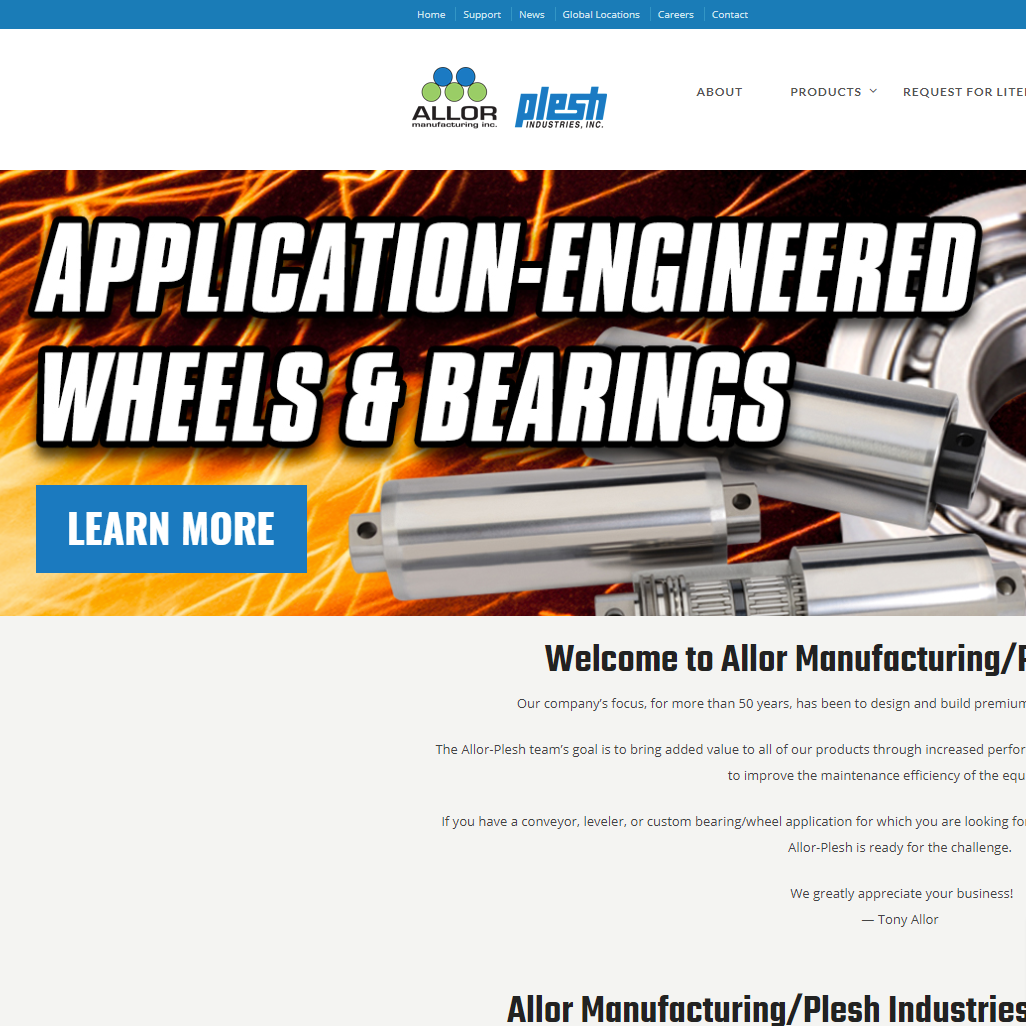 Home
Support
News
Global Locations
Careers
Contact
ALLOR
manufacturing inc.
plesh
INDUSTRIES, INC.
ABOUT
PRODUCTS
REQUEST FOR
APPLICATION-ENGINEERED
WHEELS & BEARINGS
LEARN MORE
Welcome to Allor Manufacturing/
Our company's focus, for more than 50 years, has been to design and build premium
The Allor-Plesh team's goal is to bring added value to all of our products through increased
to improve the maintenance efficiency of the
If you have a conveyor, leveler, or custom bearing/wheel application for which you are looking
Allor-Plesh is ready for the challenge.
We greatly appreciate your business!
— Tony Allor
Allor Manufacturing/Plesh Industries